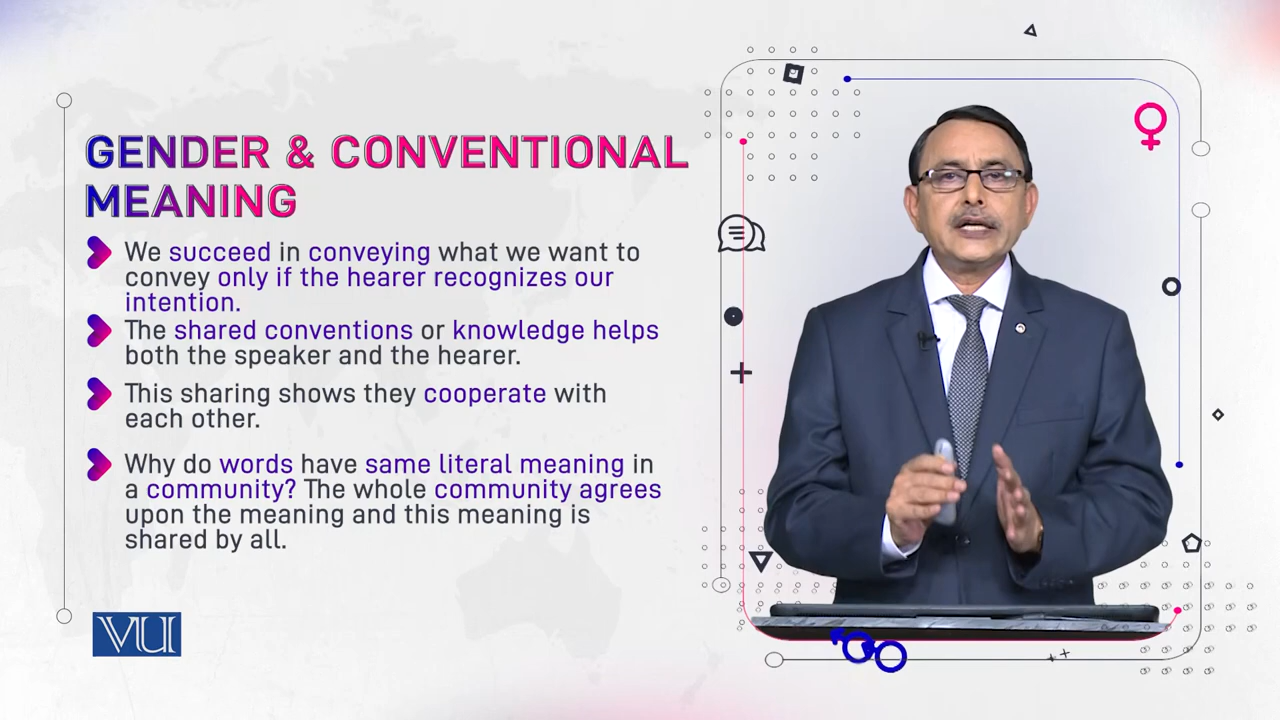 GENDER & CONVENTIONAL
MEANING
We succeed in conveying what we want to
convey only if the hearer recognizes our
intention.
The shared conventions or knowledge helps
both the speaker and the hearer.
This sharing shows they cooperate with
each other.
Why do words have same literal meaning in
a community? The whole community agrees
upon the meaning and this meaning is
shared by all.
VU